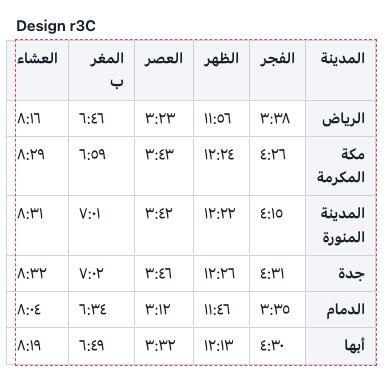 Design r3C
المدينة الفجر الظهر العصر المغرب العشاء
الرياض ٣:٣٨ ١١:٥٦ ٣:٢٣ ٦:٤٦ ٨:١٦
مكة المكرمة ٤:٢٦ ١٢:٢٤ ٣:٤٣ ٦:٥٩ ٨:٢٩
المدينة المنورة ٤:١٥ ١٢:٢٢ ٣:٤٢ ٧:٠١ ٨:٣١
جدة ٤:٣١ ١٢:٢٦ ٣:٤٦ ٧:٠٢ ٨:٣٢
الدمام ٣:٣٥ ١١:٤٦ ٣:١٢ ٦:٣٤ ٨:٠٤
أبها ٤:٣٠ ١٢:١٣ ٣:٣٢ ٦:٤٩ ٨:١٩